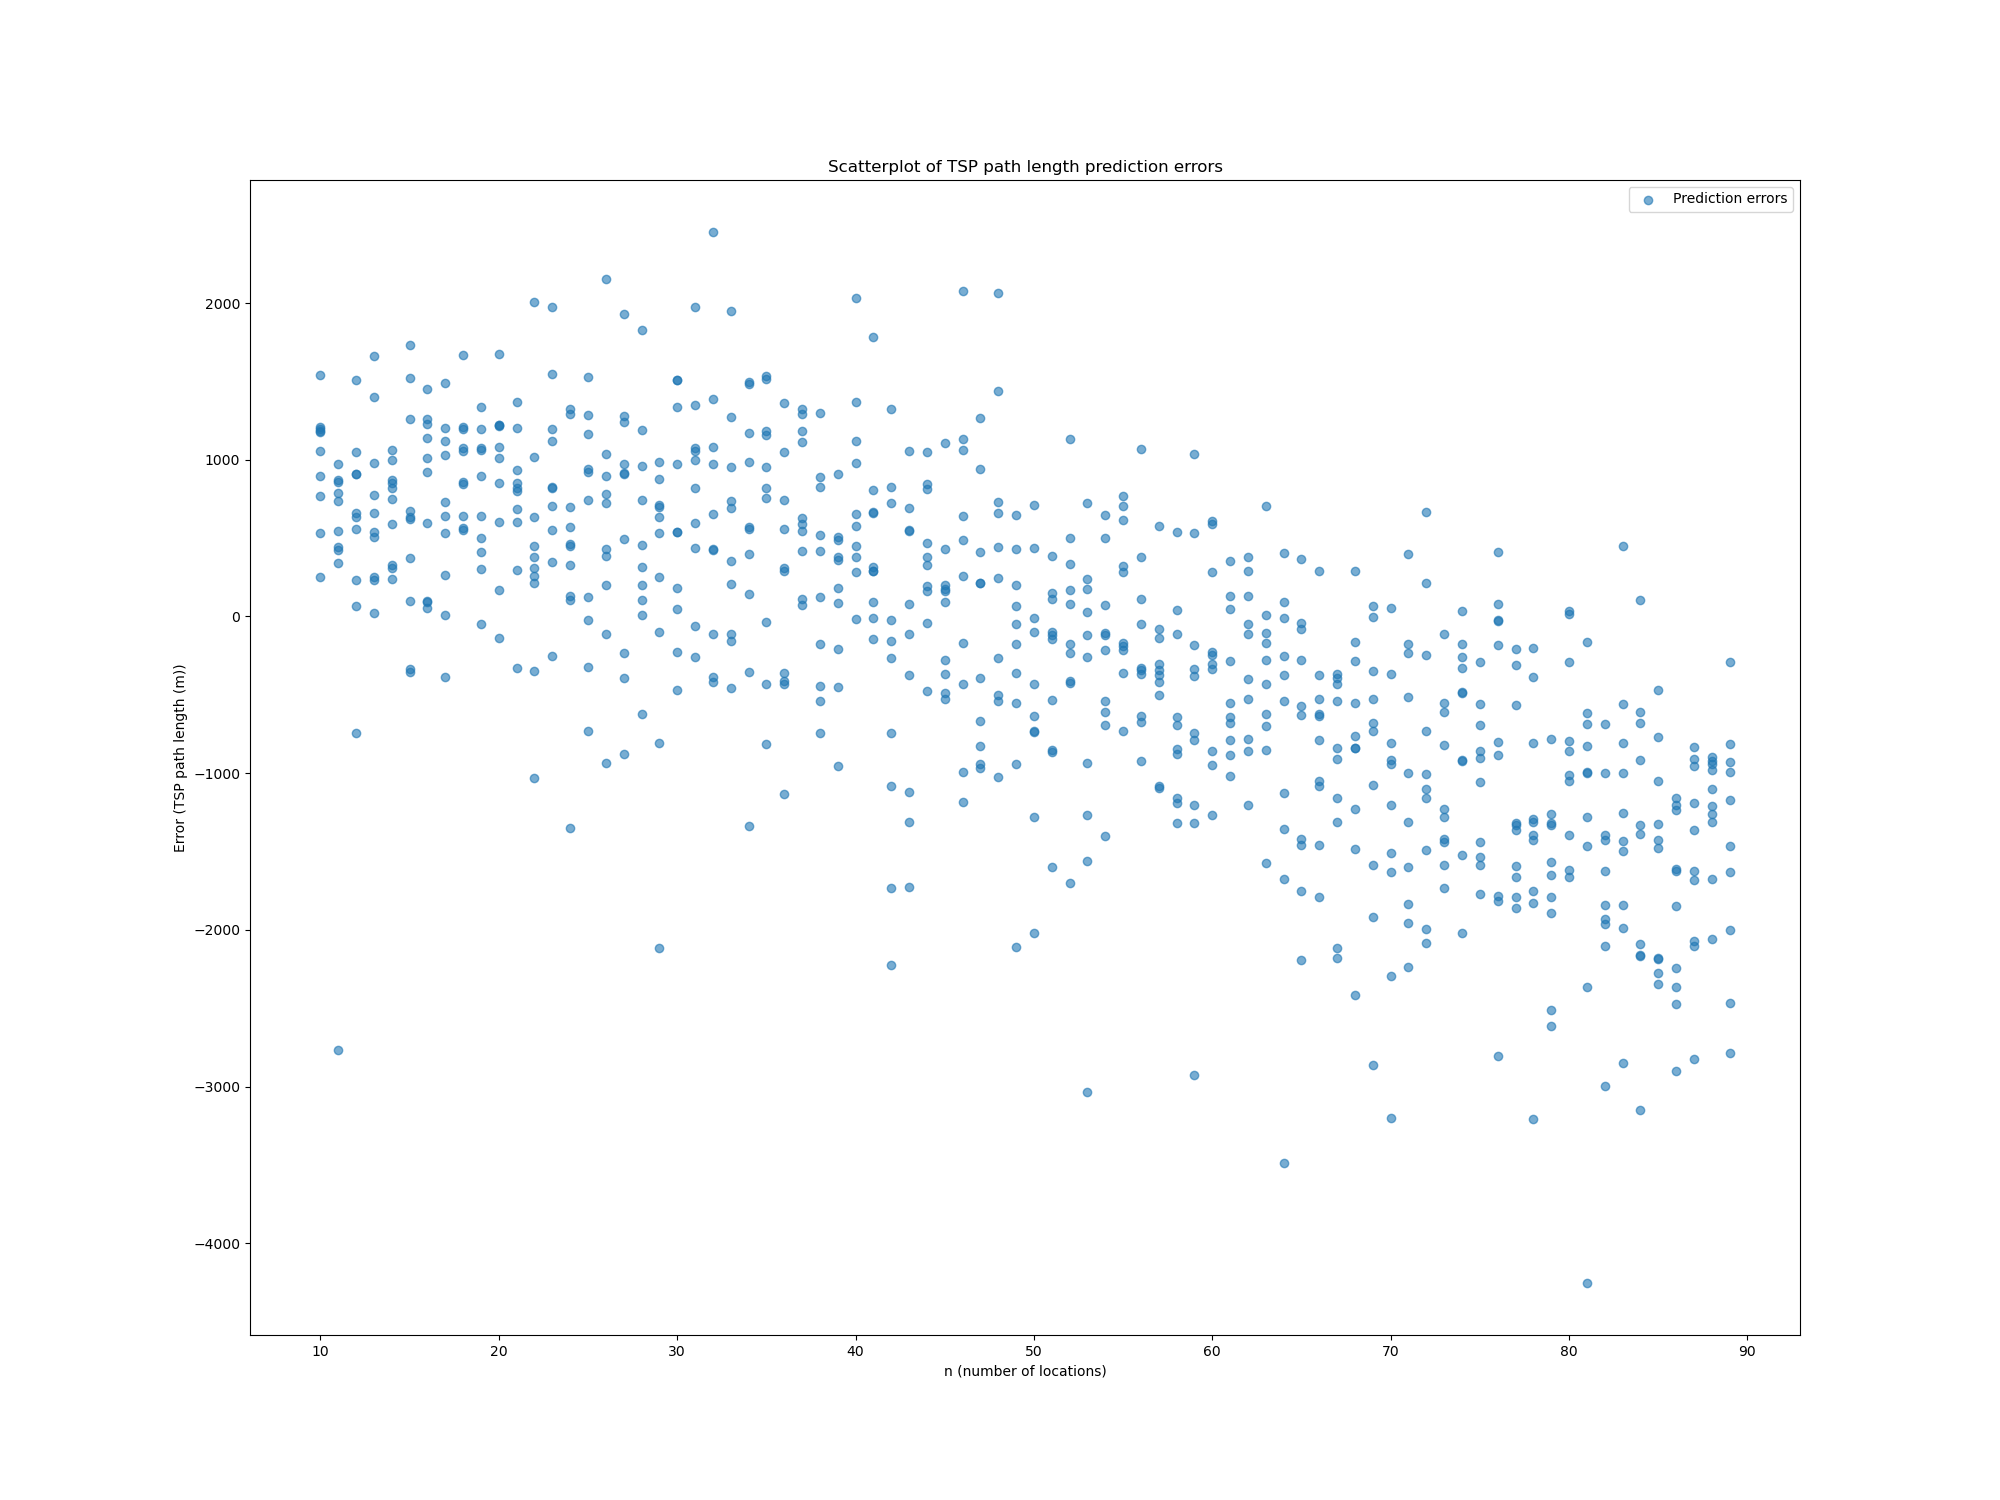 Scatterplot of TSP path length prediction errors
Prediction errors
2000
1000
0
−1000
−2000
−3000
−4000
Error (TSP path length (m))
10 20 30 40 50 60 70 80 90
n (number of locations)